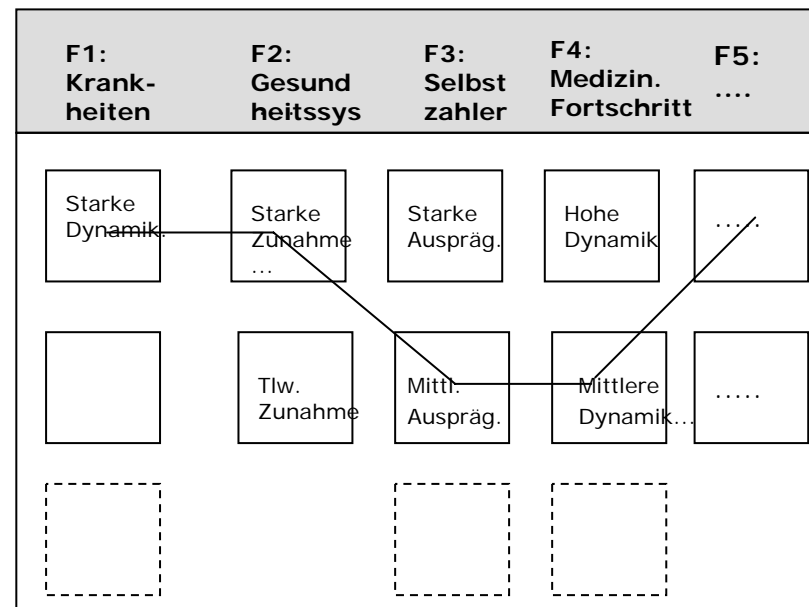 F1:
Krank-
heiten
F2:
Gesund
heitssys
F3:
Selbst
zahler
F4:
Medizin.
Fortschritt
F5:
....
Starke
Dynamik.
Starke
Zunahme
...
Starke
Auspräg.
Hohe
Dynamik
.....
Tlw.
Zunahme
Mittl.
Auspräg.
Mittlere
Dynamik...
.....